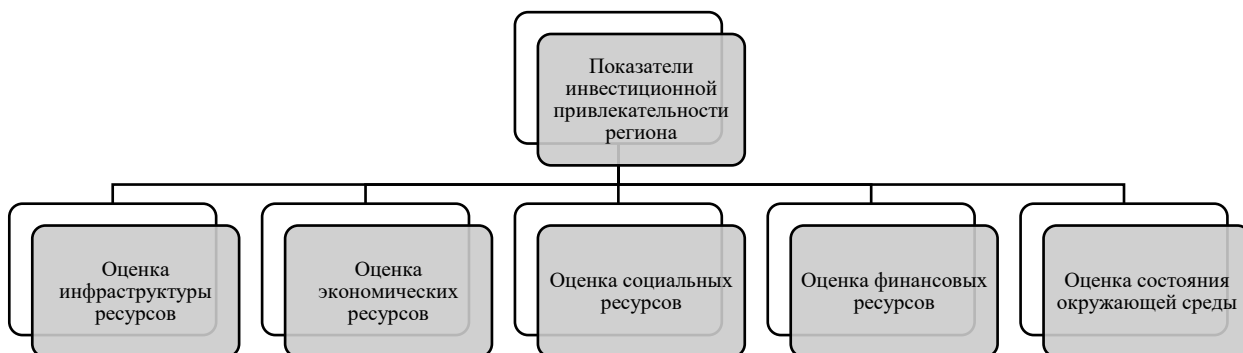 Показатели
инвестиционной
привлекательности
региона
Оценка
инфраструктуры
ресурсов
Оценка
экономических
ресурсов
Оценка социальных
ресурсов
Оценка финансовых
ресурсов
Оценка состояния
окружающей среды